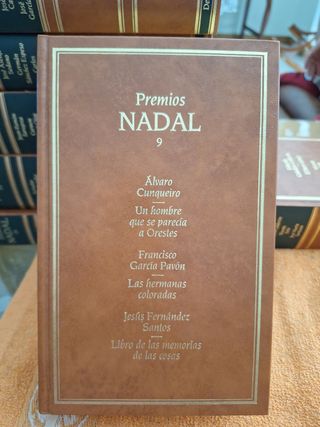 Premios
NADAL
9
Álvaro
Cunqueiro
Un hombre
que se parecía
a Orestes
Francisco
García Pavón
Las hermanas
coloradas
Jesús Fernández
Santos
Libro de las memorias
de las cosas